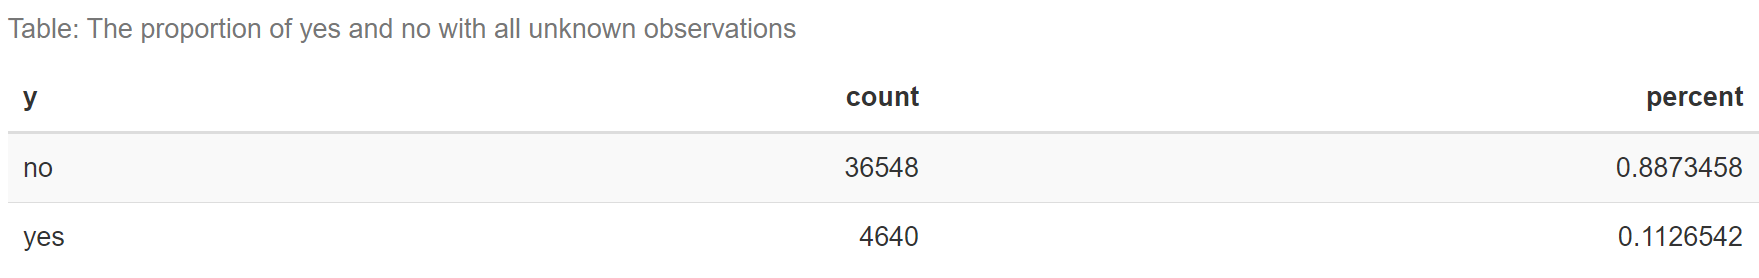 Table: The proportion of yes and no with all unknown observations
y count percent
no 36548 0.8873458
yes 4640 0.1126542